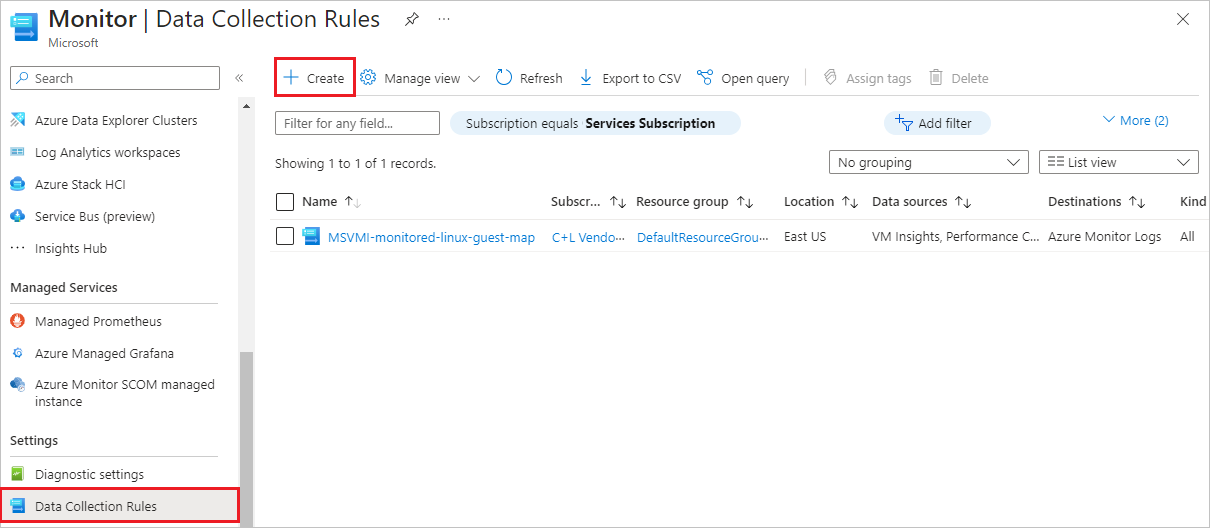 Monitor | Data Collection Rules
Microsoft
Search
Azure Data Explorer Clusters
Log Analytics workspaces
Azure Stack HCI
Service Bus (preview)
Insights Hub
Managed Services
Managed Prometheus
Azure Managed Grafana
Azure Monitor SCOM managed
instance
Settings
Diagnostic settings
Data Collection Rules
Create Manage view Refresh Export to CSV Open query Assign tags Delete
Filter for any field... Subscription equals Services Subscription Add filter More (2)
Showing 1 to 1 of 1 records. No grouping List view
Name Subscr... Resource group Location Data sources Destinations Kind
MSVMI-monitored-linux-guest-map C+L Vendo... DefaultResourceGrou... East US VM Insights, Performance C... Azure Monitor Logs All